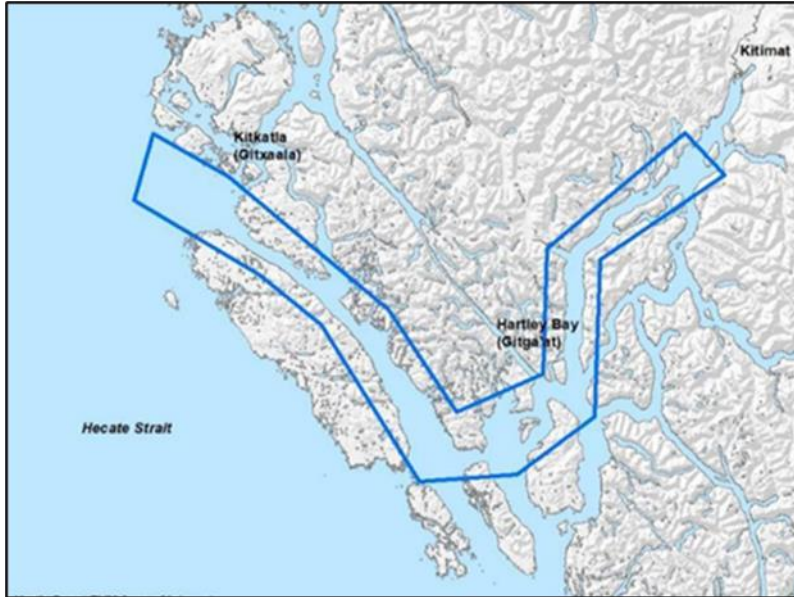 Kitimat
Kitkatla
(Gitxaala)
Hartley Bay
(Gitga'at)
Hecate Strait